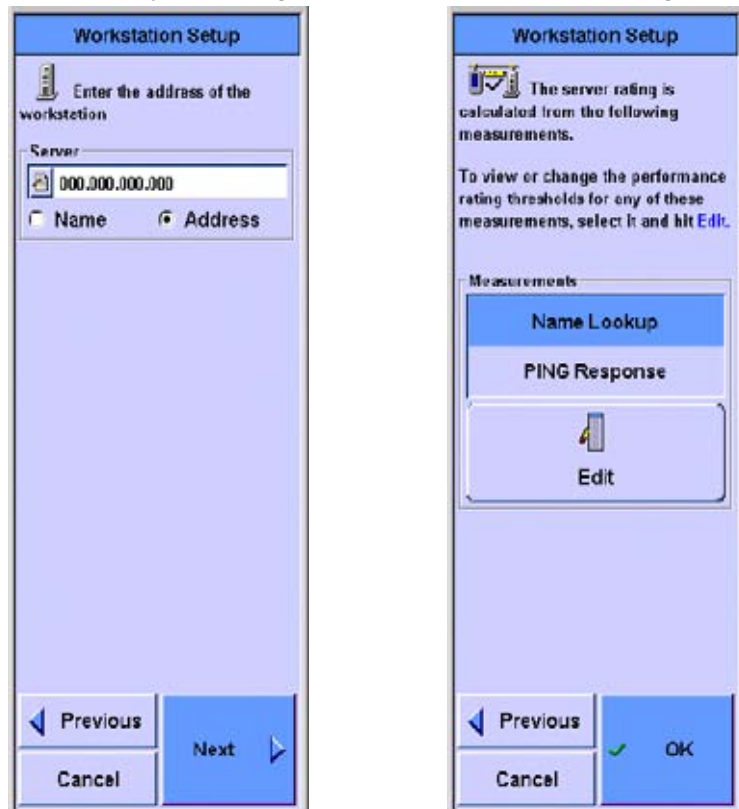 Workstation Setup
Enter the address of the
workstation
Server
000.000.000.000
Name Address
Previous
Next
Cancel
Workstation Setup
The server rating is
calculated from the following
measurements.
To view or change the performance
rating thresholds for any of these
measurements, select it and hit Edit.
Measurements
Name Lookup
PING Response
Edit
Previous
OK
Cancel